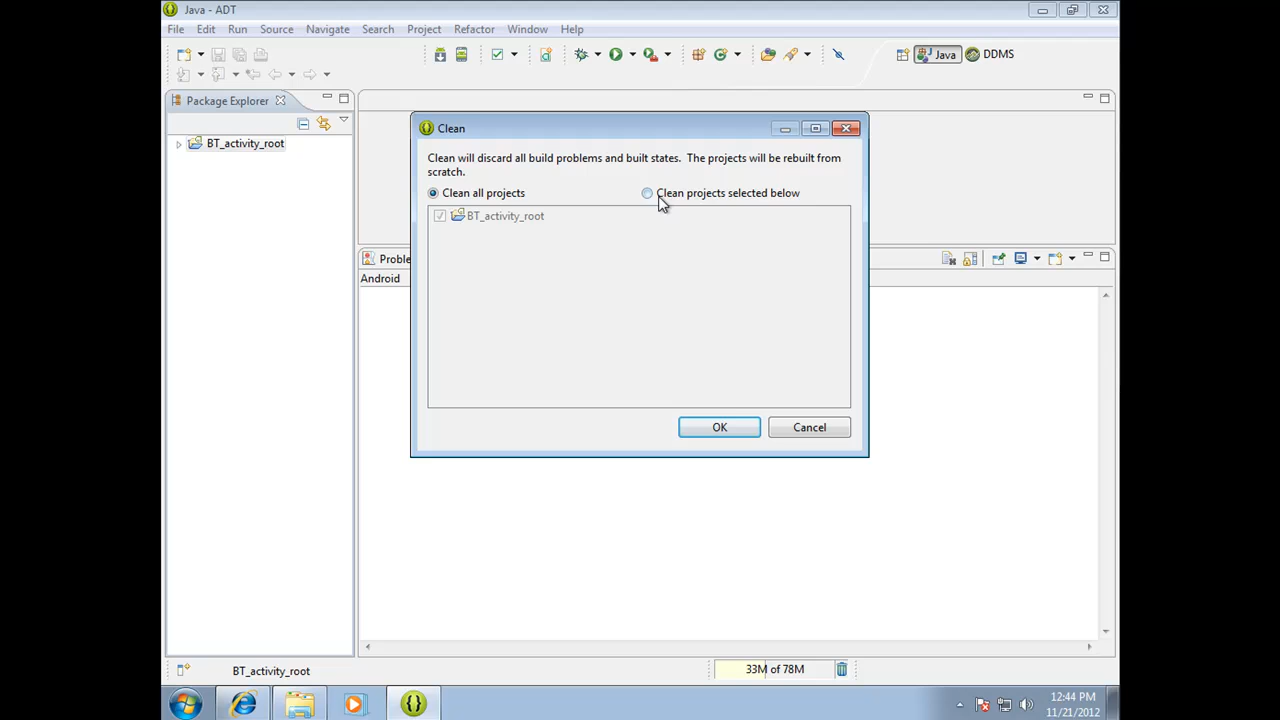 Java - ADT
File Edit Run Source Navigate Search Project Refactor Window Help
Java DDMS
Package Explorer
BT_activity_root
Clean
Clean will discard all build problems and built states. The projects will be rebuilt from
scratch.
Clean all projects Clean projects selected below
BT_activity_root
OK Cancel
Android
BT_activity_root 33M of 78M
12:44 PM
11/21/2012